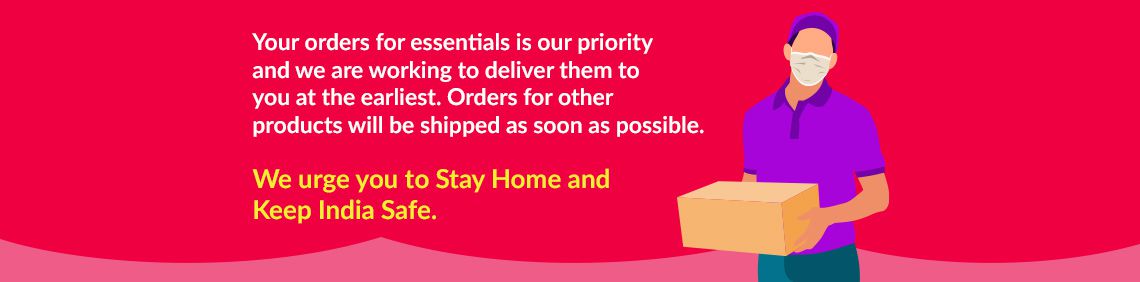 Your orders for essentials is our priority
and we are working to deliver them to
you at the earliest. Orders for other
products will be shipped as soon as possible.
We urge you to Stay Home and
Keep India Safe.